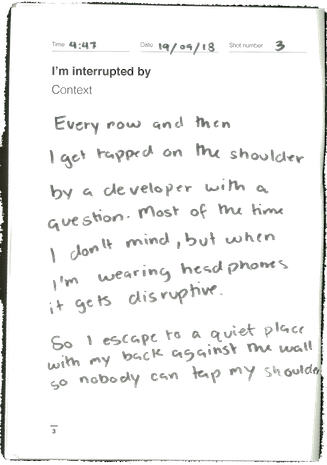 Time 4:47 Date 19/09/18 Shot number 3
I'm interrupted by
Context
Every now and then
I get tapped on the shoulder
by a developer with a
question. Most of the time
I don't mind, but when
I'm wearing headphones
it gets disruptive.
So I escape to a quiet place
with my back against the wall
so nobody can tap my shoulder
3